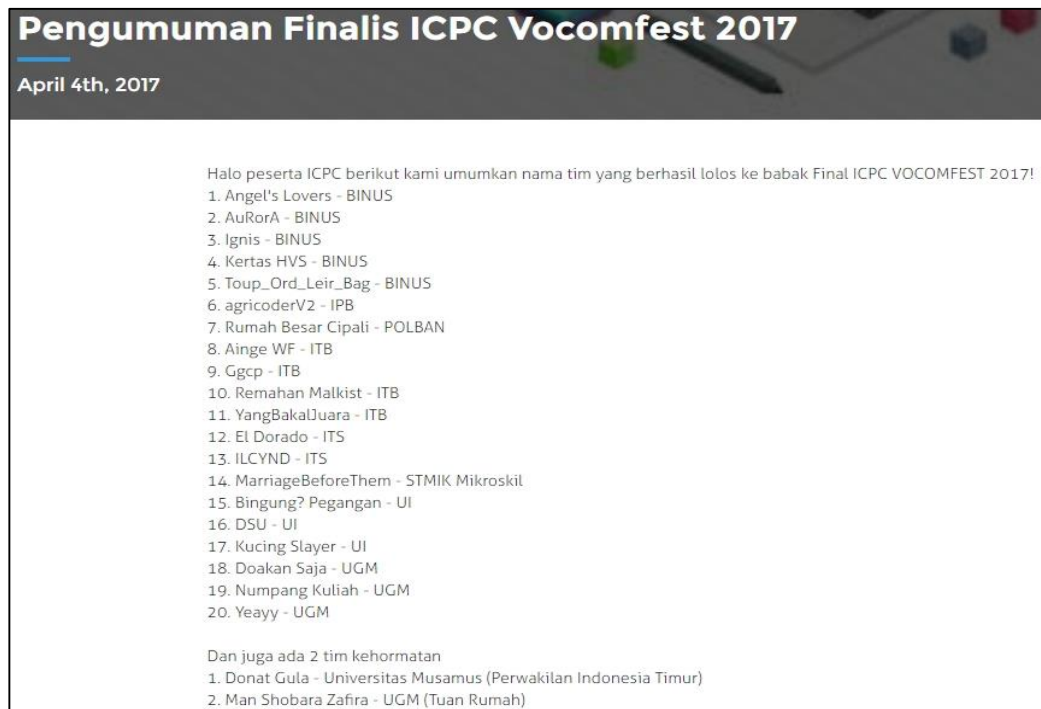 Pengumuman Finalis ICPC Vocomfest 2017
April 4th, 2017
Halo peserta ICPC berikut kami umumkan nama tim yang berhasil lolos ke babak Final ICPC VOCOMFEST 2017!
1. Angel's Lovers - BINUS
2. AuRorA - BINUS
3. Ignis - BINUS
4. Kertas HVS - BINUS
5. Toup_Ord_Leir_Bag - BINUS
6. agricoderV2 - IPB
7. Rumah Besar Cipali - POLBAN
8. Ainge WF - ITB
9. Ggcp - ITB
10. Remahan Malkist - ITB
11. YangBakalJuara - ITB
12. El Dorado - ITS
13. ILCYND - ITS
14. MarriageBeforeThem - STMIK Mikroskil
15. Bingung? Pegangan - UI
16. DSU - UI
17. Kucing Slayer - UI
18. Doakan Saja - UGM
19. Numpang Kuliah - UGM
20. Yeayy - UGM
Dan juga ada 2 tim kehormatan
1. Donat Gula - Universitas Musamus (Perwakilan Indonesia Timur)
2. Man Shobara Zafira - UGM (Tuan Rumah)